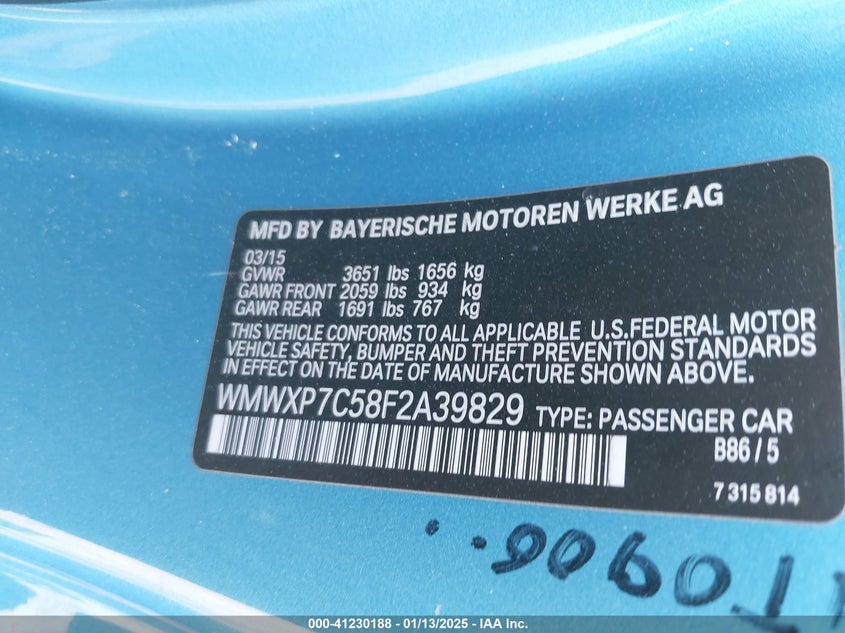 MFD BY BAYERISCHE MOTOREN WERKE AG
03/15
GVWR 3651 lbs 1656 kg
GAWR FRONT 2059 lbs 934 kg
GAWR REAR 1691 lbs 767 kg
THIS VEHICLE CONFORMS TO ALL APPLICABLE U.S.FEDERAL MOTOR
VEHICLE SAFETY, BUMPER AND THEFT PREVENTION STANDARDS
IN EFFECT ON THE DATE OF MANUFACTURE SHOWN ABOVE.
WMWXP7C58F2A39829 TYPE: PASSENGER CAR
B86/5
7 315 814
000-41230188 - 01/13/2025 - IAA Inc.